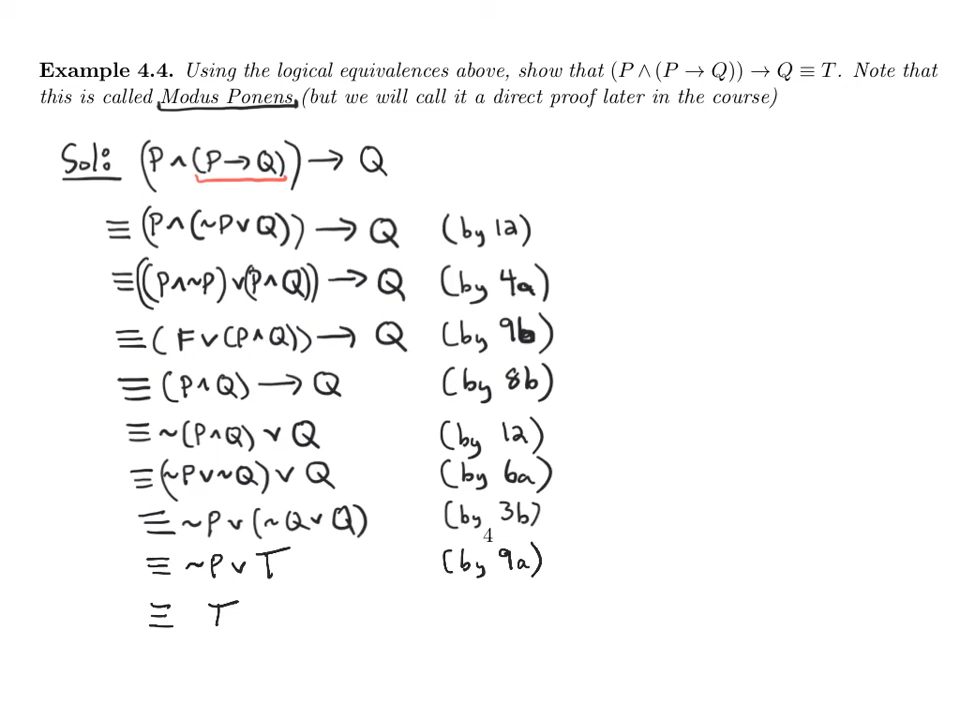 Example 4.4. Using the logical equivalences above, show that (P ∧ (P → Q)) → Q ≡ T. Note that
this is called Modus Ponens, (but we will call it a direct proof later in the course)
Sol: (P ∧ (P → Q)) → Q
≡ (P ∧ (~P ∨ Q)) → Q (by 1a)
≡ ((P ∧ ~P) ∨ (P ∧ Q)) → Q (by 4a)
≡ (F ∨ (P ∧ Q)) → Q (by 9b)
≡ (P ∧ Q) → Q (by 8b)
≡ ~(P ∧ Q) ∨ Q (by 1a)
≡ (~P ∨ ~Q) ∨ Q (by 6a)
≡ ~P ∨ (~Q ∨ Q) (by 3b)
4
≡ ~P ∨ T (by 9a)
≡ T